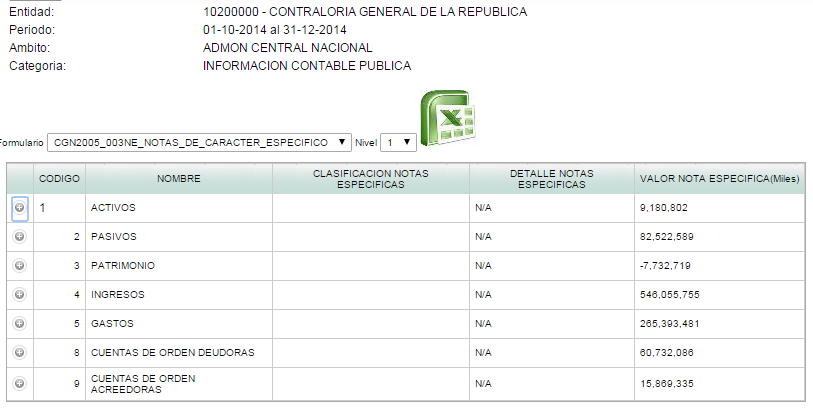 Entidad: 10200000 - CONTRALORIA GENERAL DE LA REPUBLICA
Periodo: 01-10-2014 al 31-12-2014
Ambito: ADMON CENTRAL NACIONAL
Categoria: INFORMACION CONTABLE PUBLICA
Formulario CGN2005_003NE_NOTAS_DE_CARACTER_ESPECIFICO Nivel 1
CODIGO NOMBRE CLASIFICACION NOTAS ESPECIFICAS DETALLE NOTAS ESPECIFICAS VALOR NOTA ESPECIFICA(Miles)
1 ACTIVOS N/A 9,180,802
2 PASIVOS N/A 82,522,589
3 PATRIMONIO N/A -7,732,719
4 INGRESOS N/A 546,055,755
5 GASTOS N/A 265,393,481
8 CUENTAS DE ORDEN DEUDORAS N/A 60,732,086
9 CUENTAS DE ORDEN ACREEDORAS N/A 15,869,335